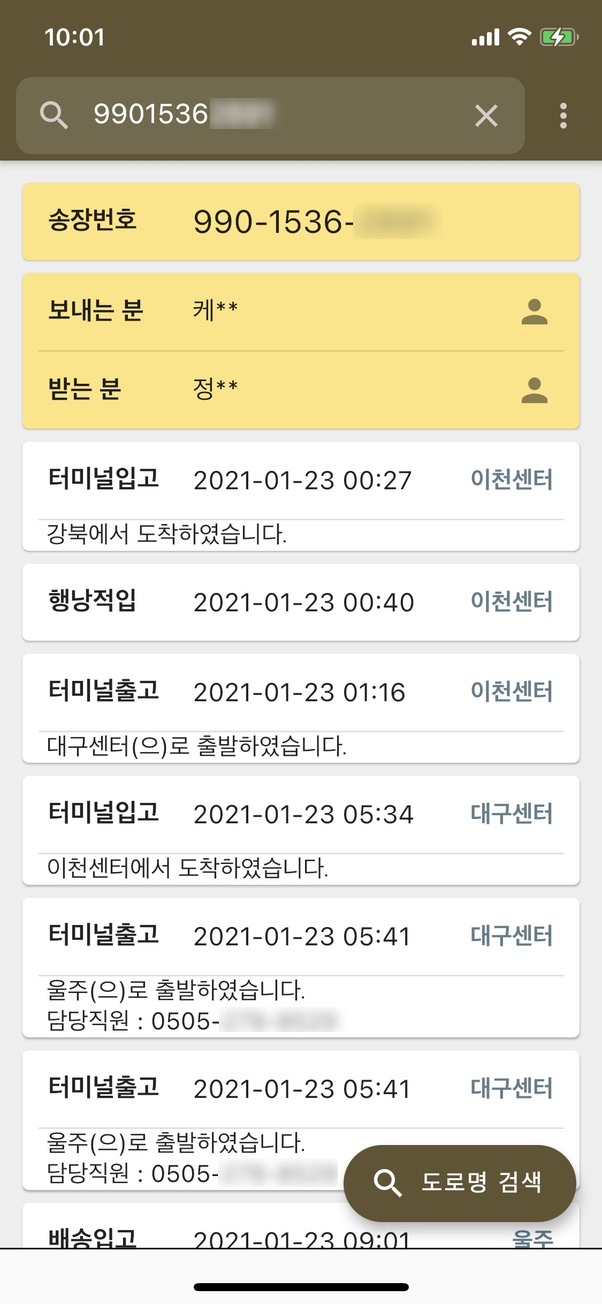 10:01
9901536
송장번호 990-1536-
보내는 분 케**
받는 분 정**
터미널입고 2021-01-23 00:27 이천센터
강북에서 도착하였습니다.
행낭적입 2021-01-23 00:40 이천센터
터미널출고 2021-01-23 01:16 이천센터
대구센터(으)로 출발하였습니다.
터미널입고 2021-01-23 05:34 대구센터
이천센터에서 도착하였습니다.
터미널출고 2021-01-23 05:41 대구센터
울주(으)로 출발하였습니다.
담당직원 : 0505-
터미널출고 2021-01-23 05:41 대구센터
울주(으)로 출발하였습니다.
담당직원 : 0505-
도로명 검색
배송입고 2021-01-23 09:01 울주